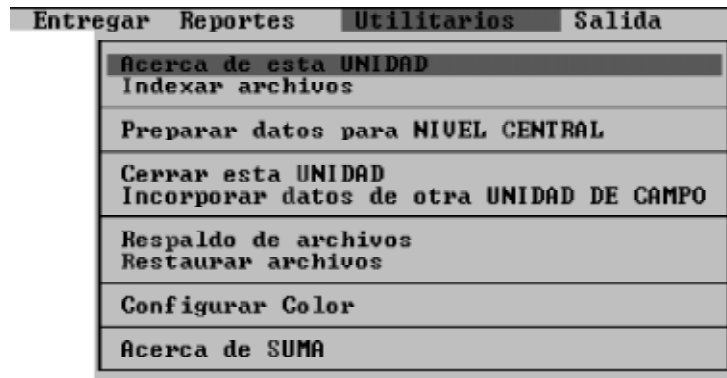 Entregar Reportes Utilitarios Salida
Acerca de esta UNIDAD
Indexar archivos
Preparar datos para NIVEL CENTRAL
Cerrar esta UNIDAD
Incorporar datos de otra UNIDAD DE CAMPO
Respaldo de archivos
Restaurar archivos
Configurar Color
Acerca de SUMA